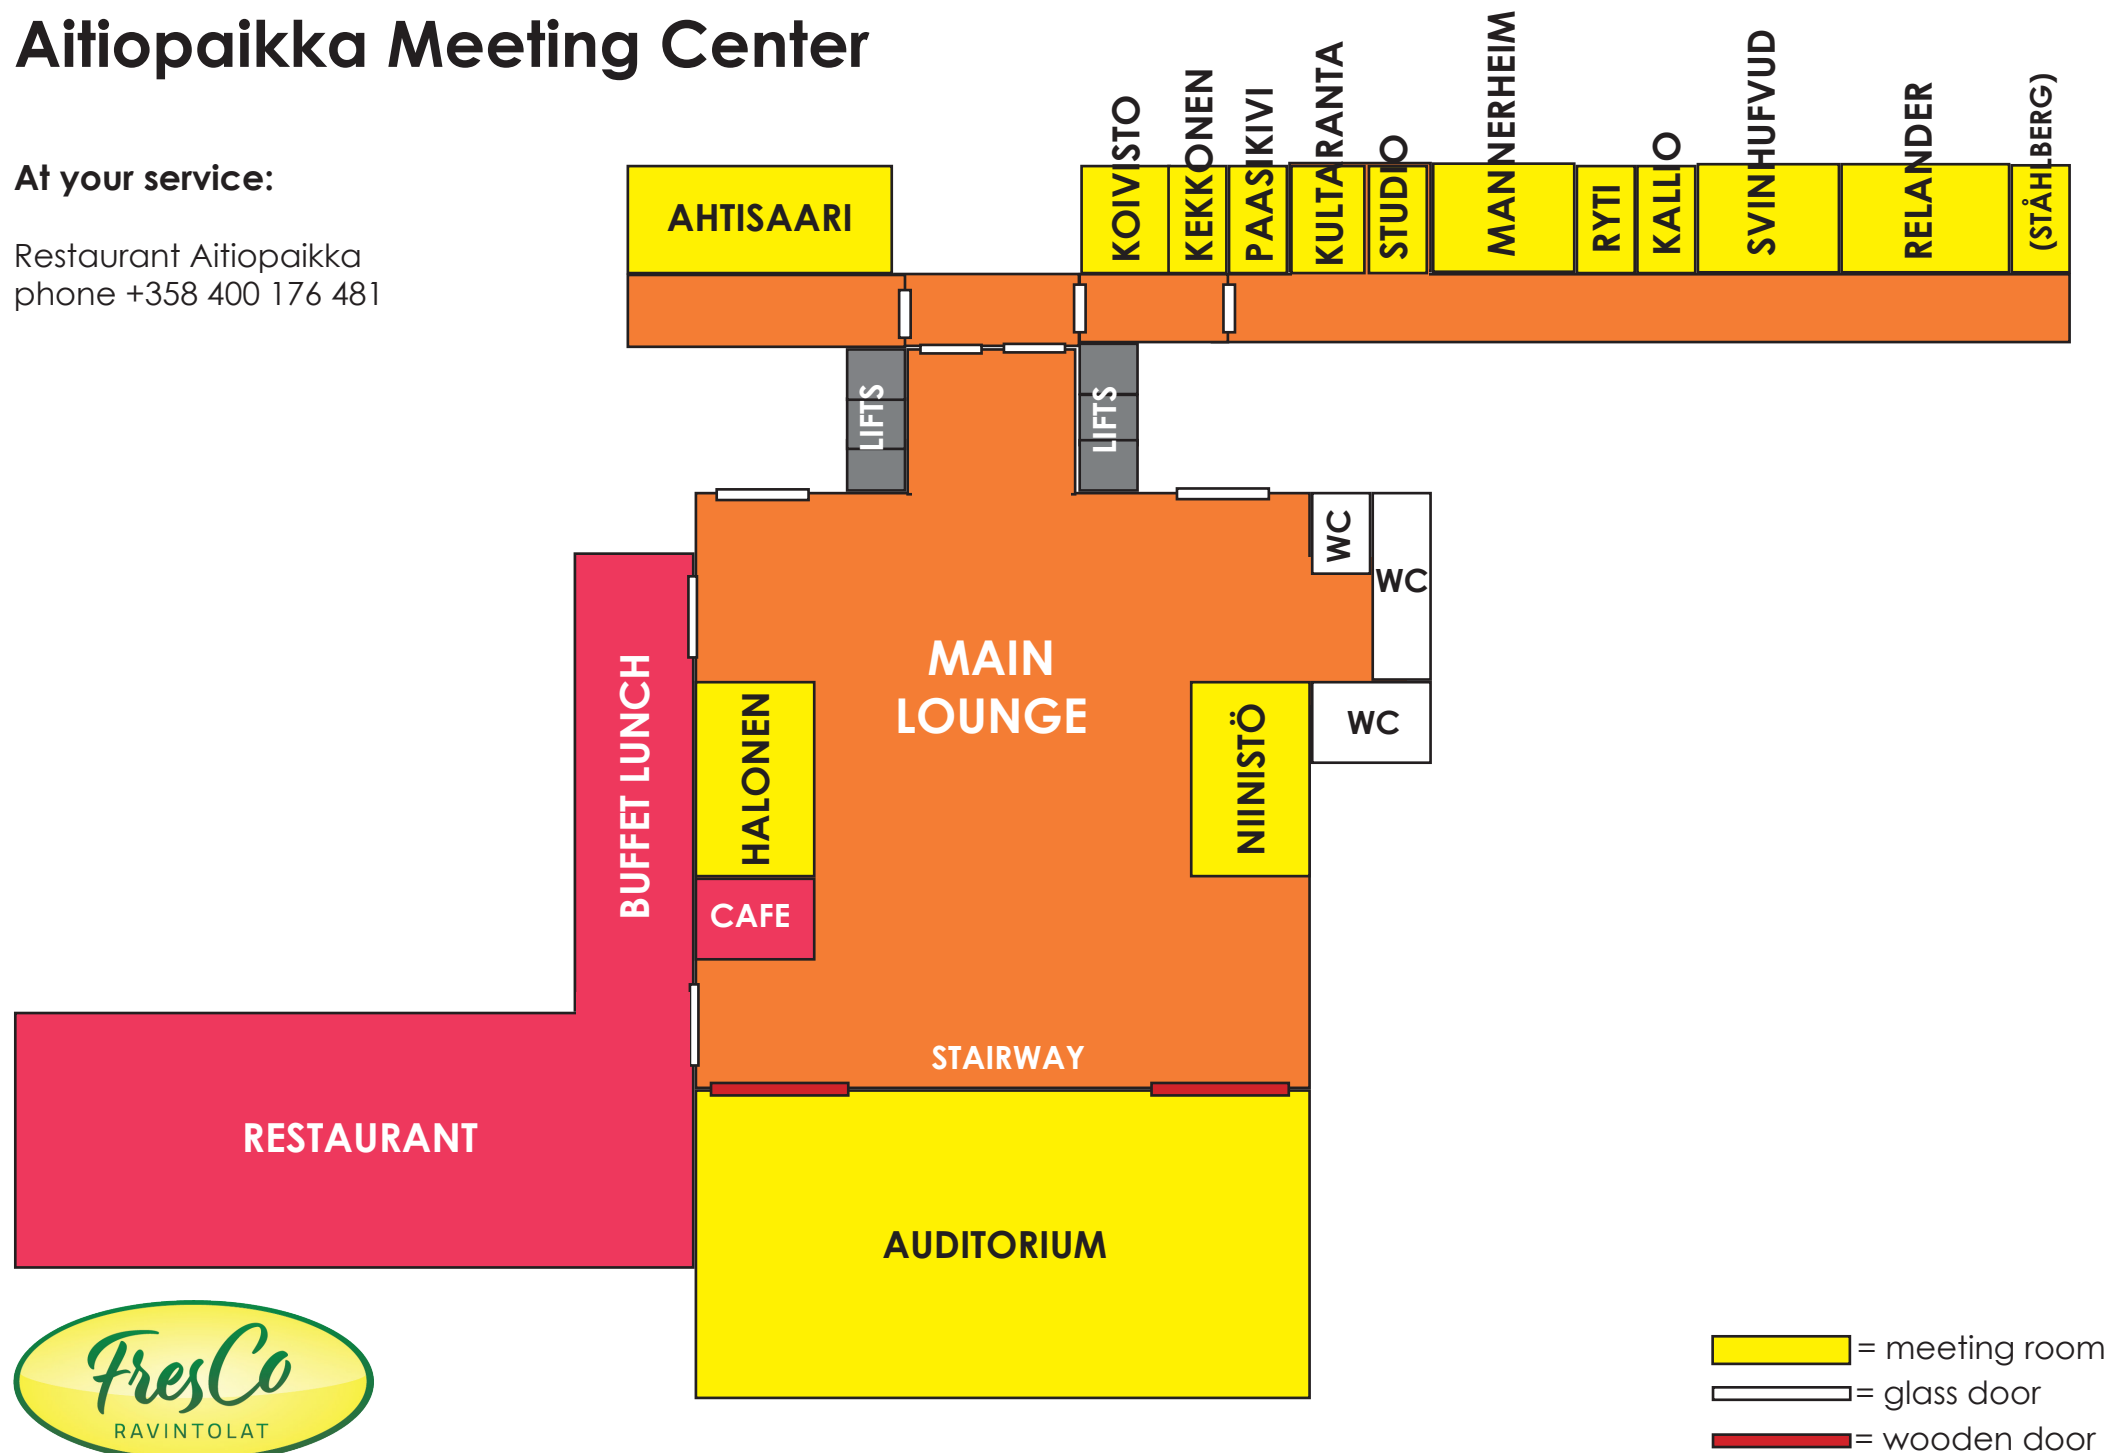 Aitiopaikka Meeting Center
At your service:
Restaurant Aitiopaikka
phone +358 400 176 481
AHTISAARI
KOIVISTO
KEKKONEN
PAASIKIVI
KULTARANTA
STUDIO
MANNERHEIM
RYTI
KALLIO
SVINHUFVUD
RELANDER
(STÅHLBERG)
LIFTS
LIFTS
WC
WC
WC
MAIN
LOUNGE
BUFFET LUNCH
HALONEN
NIINISTÖ
CAFE
STAIRWAY
RESTAURANT
AUDITORIUM
FresCo
RAVINTOLAT
= meeting room
= glass door
= wooden door